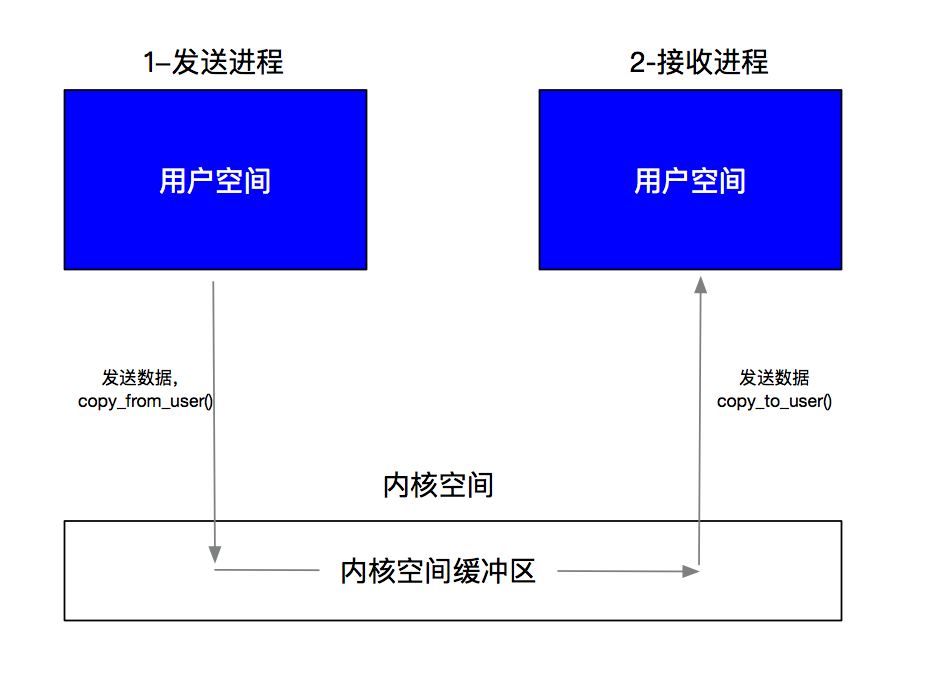 1–发送进程
2-接收进程
用户空间
用户空间
发送数据，
copy_from_user()
发送数据
copy_to_user()
内核空间
内核空间缓冲区